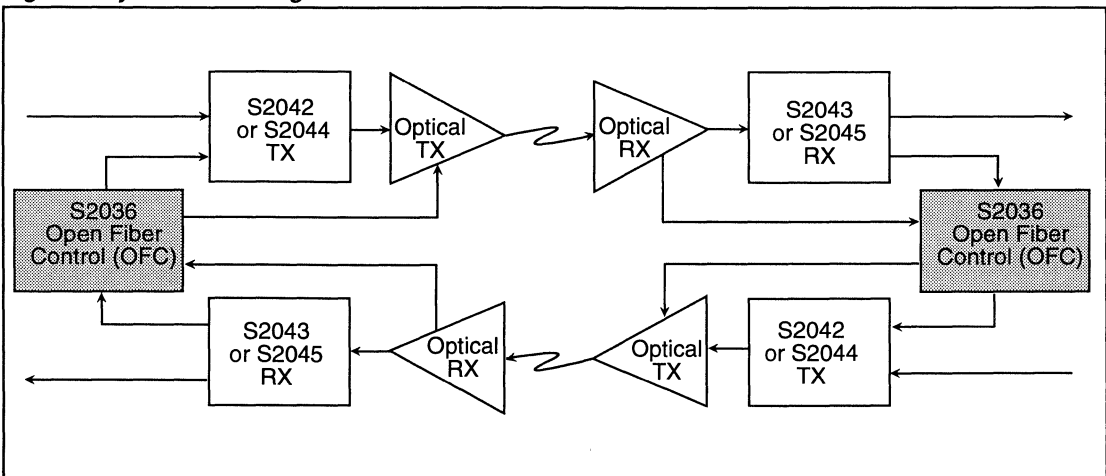 S2042
or S2044
TX
Optical
TX
Optical
RX
S2043
or S2045
RX
S2036
Open Fiber
Control (OFC)
S2036
Open Fiber
Control (OFC)
S2043
or S2045
RX
Optical
RX
Optical
TX
S2042
or S2044
TX